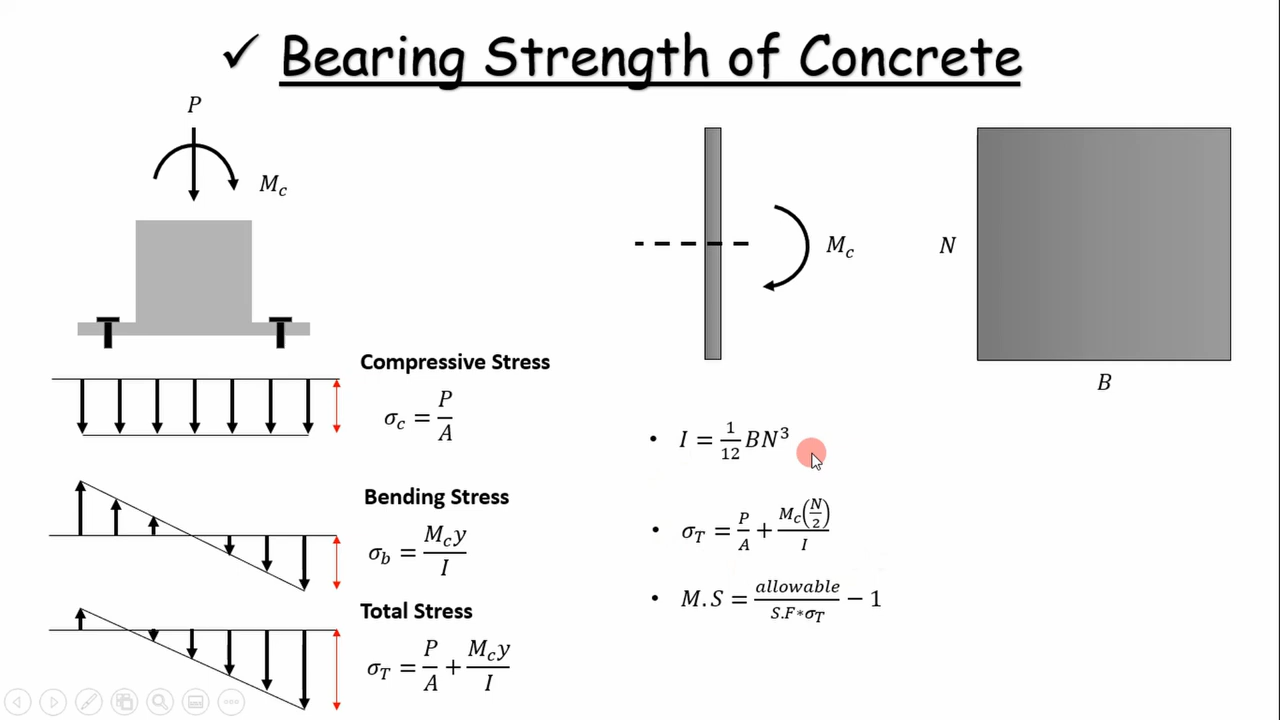 ✓ Bearing Strength of Concrete
P
M_c
Compressive Stress
σ_c = P/A
Bending Stress
σ_b = M_c y/I
Total Stress
σ_T = P/A + M_c y/I
M_c
N
B
• I = 1/12 BN³
• σ_T = P/A + M_c(N/2)/I
• M.S = allowable/S.F*σ_T − 1